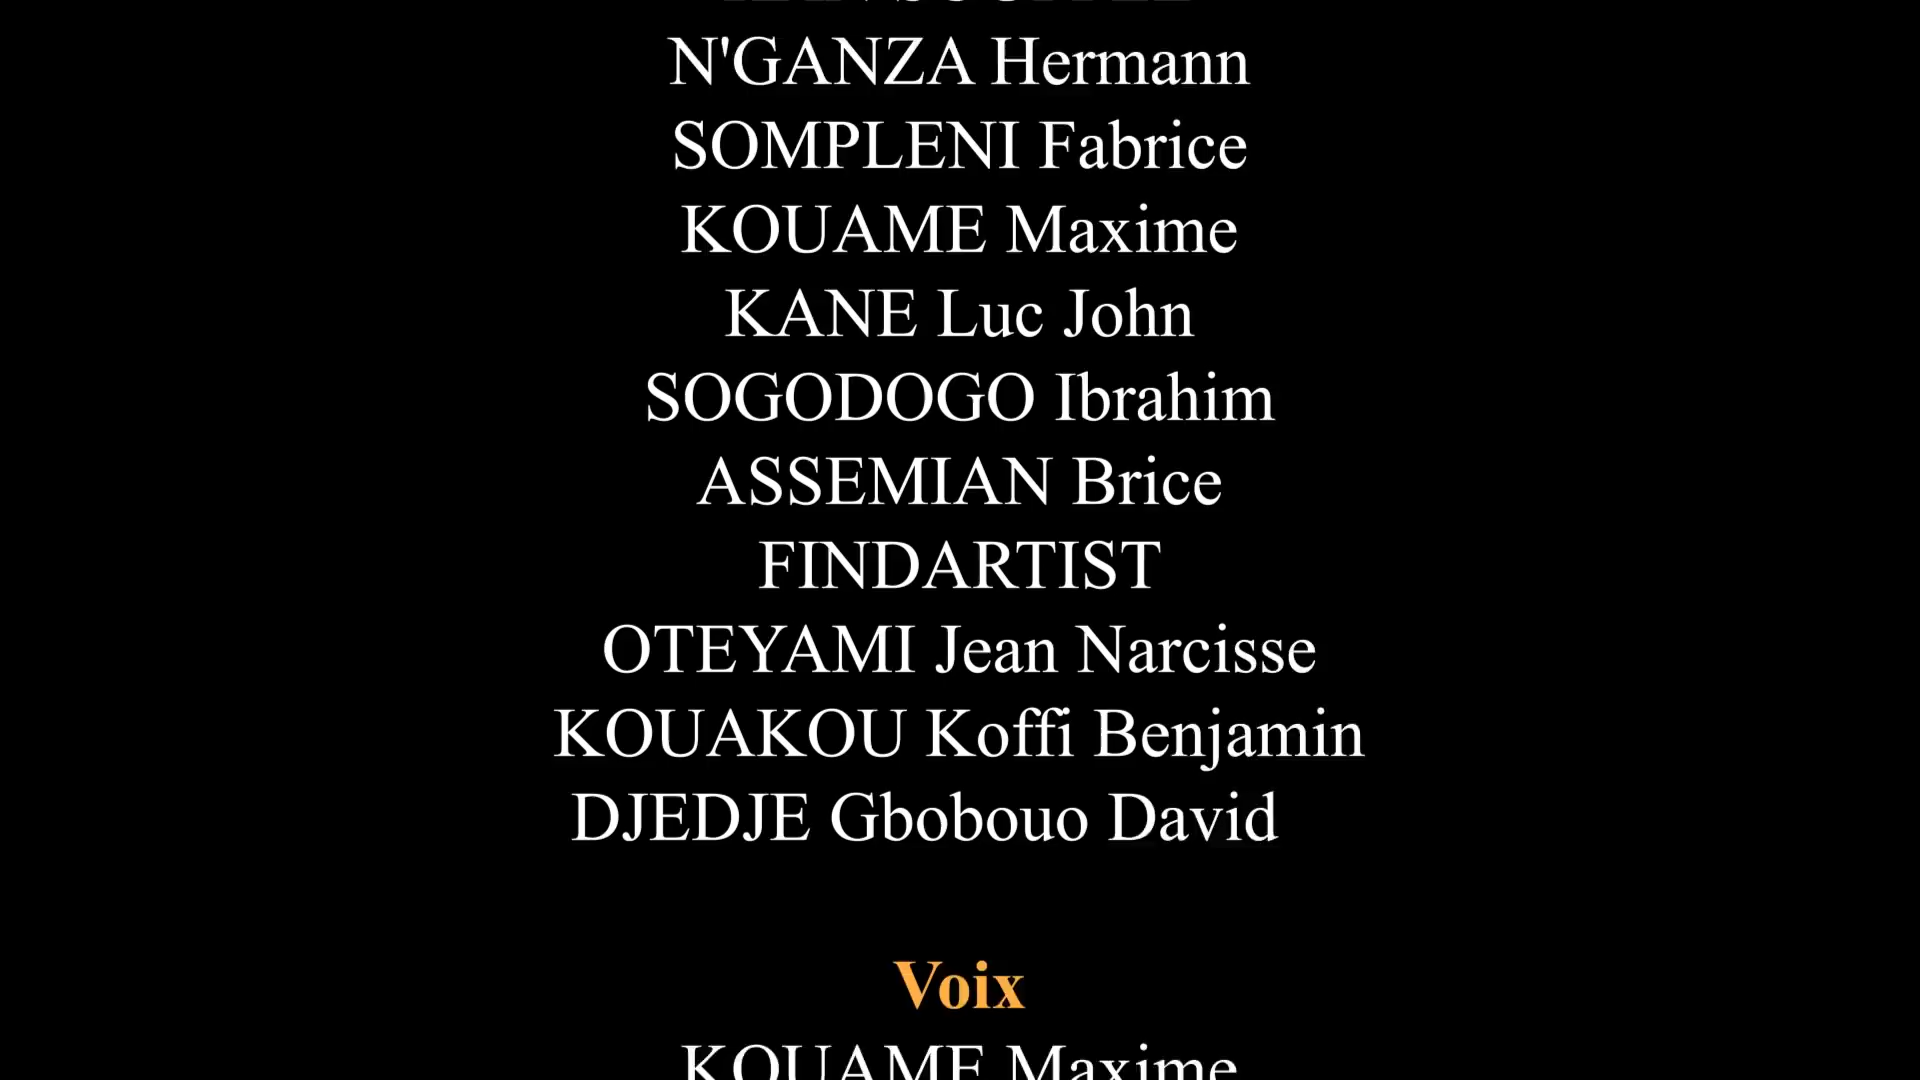 N'GANZA Hermann
SOMPLENI Fabrice
KOUAME Maxime
KANE Luc John
SOGODOGO Ibrahim
ASSEMIAN Brice
FINDARTIST
OTEYAMI Jean Narcisse
KOUAKOU Koffi Benjamin
DJEDJE Gbobouo David
Voix
KOUAME Maxime